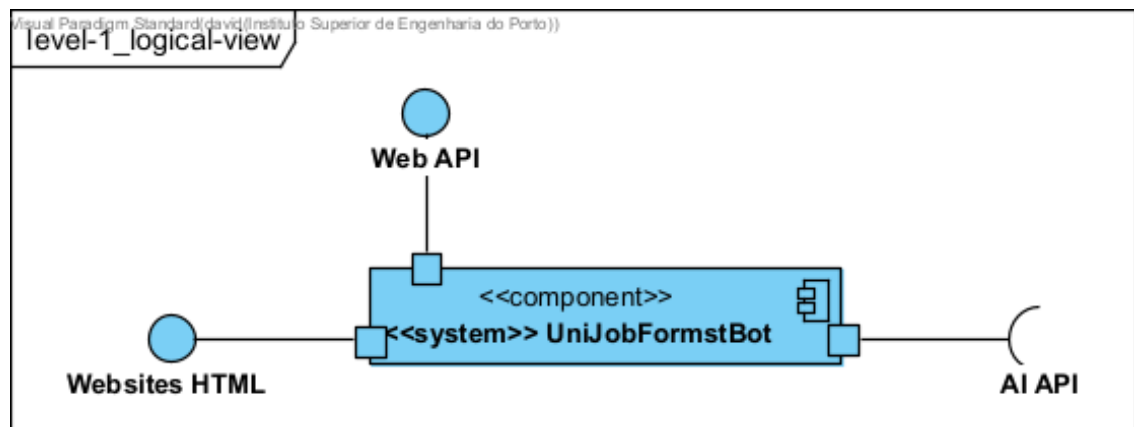 Visual Paradigm Standard(david(Instituto Superior de Engenharia do Porto))
level-1_logical-view
Web API
<<component>>
<<system>> UniJobFormstBot
Websites HTML
AI API